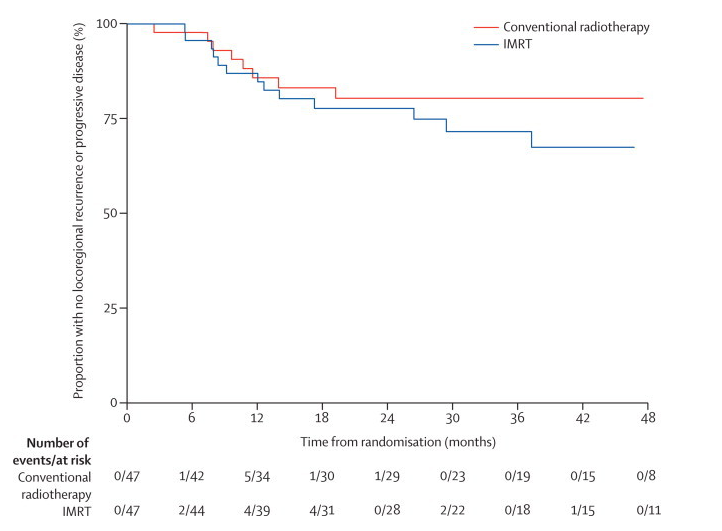 Conventional radiotherapy
IMRT
Proportion with no locoregional recurrence or progressive disease (%)
100
75
50
25
0
0 6 12 18 24 30 36 42 48
Time from randomisation (months)
Number of
events/at risk
Conventional 0/47 1/42 5/34 1/30 1/29 0/23 0/19 0/15 0/8
radiotherapy
IMRT 0/47 2/44 4/39 4/31 0/28 2/22 0/18 1/15 0/11